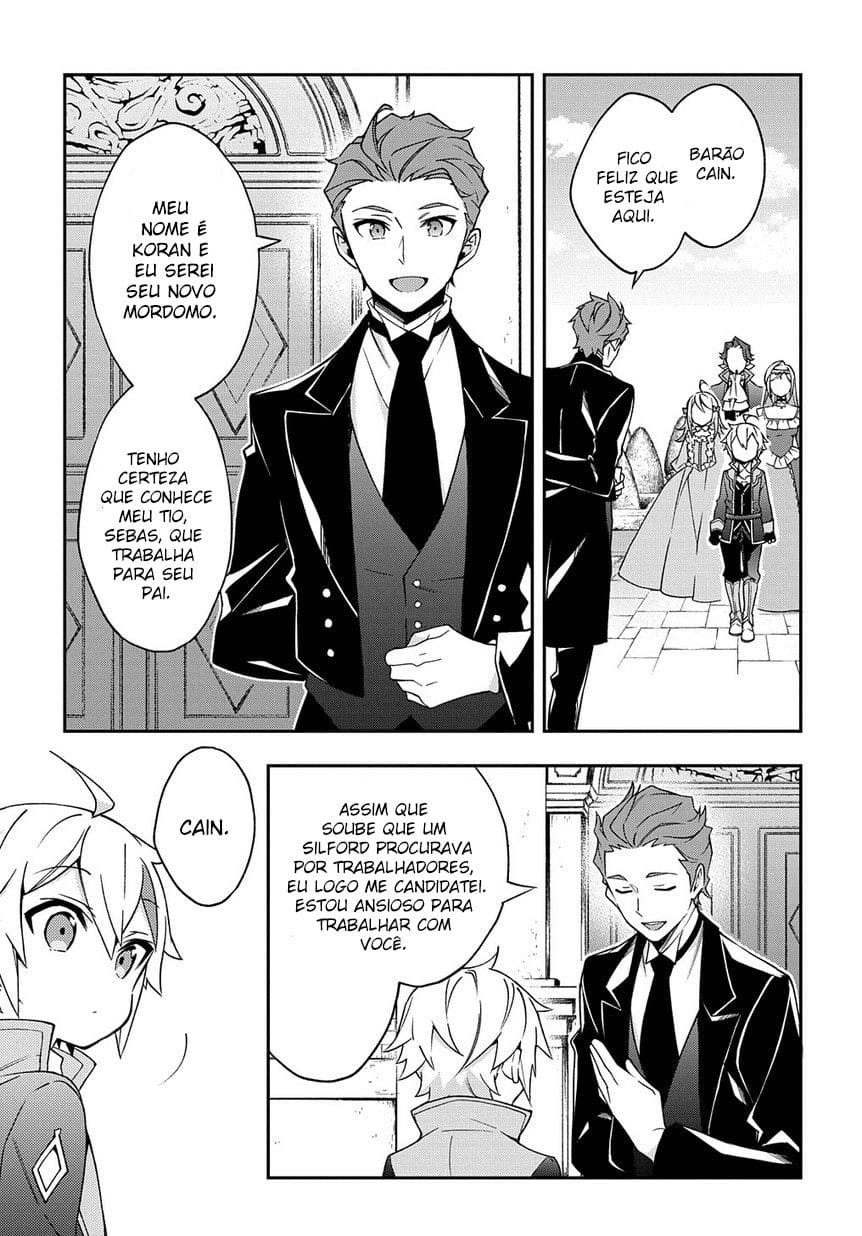 BARÃO
CAIN.
FICO
FELIZ QUE
ESTEJA
AQUI.
MEU
NOME É
KORAN E
EU SEREI
SEU NOVO
MORDOMO.
TENHO
CERTEZA
QUE CONHECE
MEU TIO,
SEBAS, QUE
TRABALHA
PARA SEU
PAI.
ASSIM QUE
SOUBE QUE UM
SILFORD PROCURAVA
POR TRABALHADORES,
EU LOGO ME CANDIDATEI.
ESTOU ANSIOSO PARA
TRABALHAR COM
VOCÊ.
CAIN.